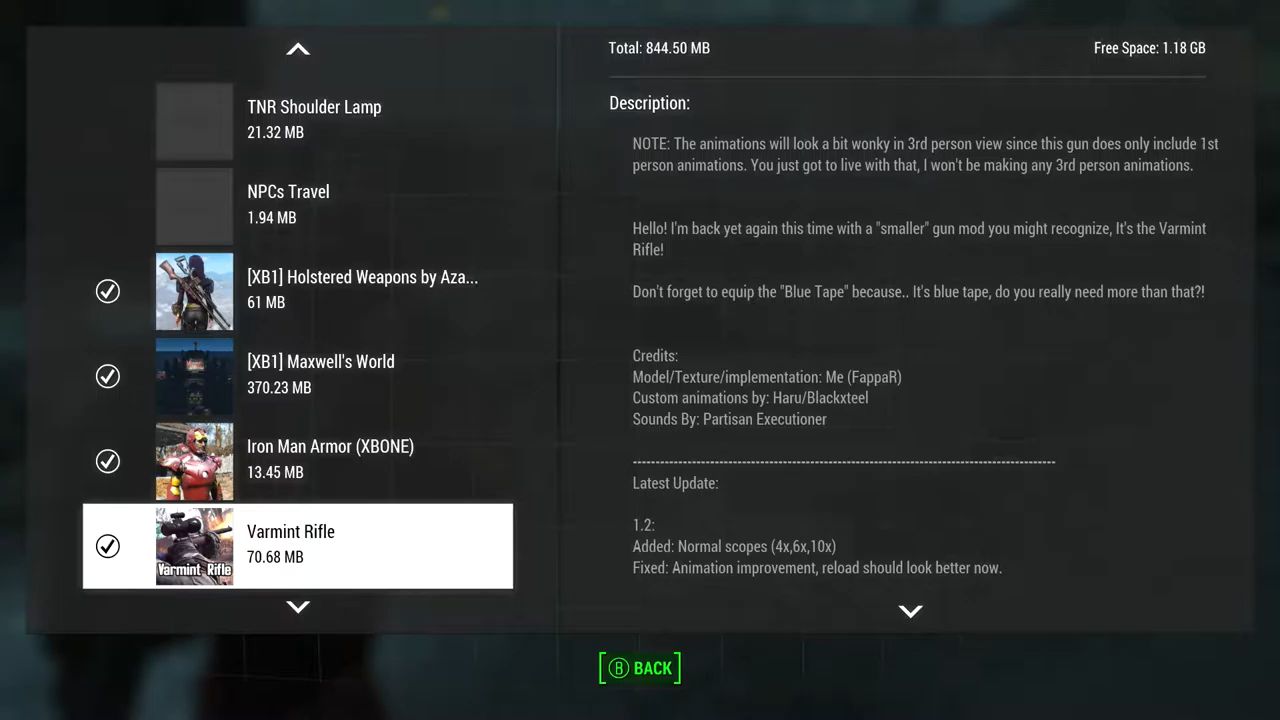 Total: 844.50 MB
Free Space: 1.18 GB
TNR Shoulder Lamp
21.32 MB
NPCs Travel
1.94 MB
[XB1] Holstered Weapons by Aza...
61 MB
[XB1] Maxwell's World
370.23 MB
Iron Man Armor (XBONE)
13.45 MB
Varmint Rifle
Varmint Rifle
70.68 MB
Description:
NOTE: The animations will look a bit wonky in 3rd person view since this gun does only include 1st
person animations. You just got to live with that, I won't be making any 3rd person animations.
Hello! I'm back yet again this time with a "smaller" gun mod you might recognize, It's the Varmint
Rifle!
Don't forget to equip the "Blue Tape" because.. It's blue tape, do you really need more than that?!
Credits:
Model/Texture/implementation: Me (FappaR)
Custom animations by: Haru/Blackxteel
Sounds By: Partisan Executioner
--------------------------------------------------------------------------------------
Latest Update:
1.2:
Added: Normal scopes (4x,6x,10x)
Fixed: Animation improvement, reload should look better now.
[Ⓑ BACK]